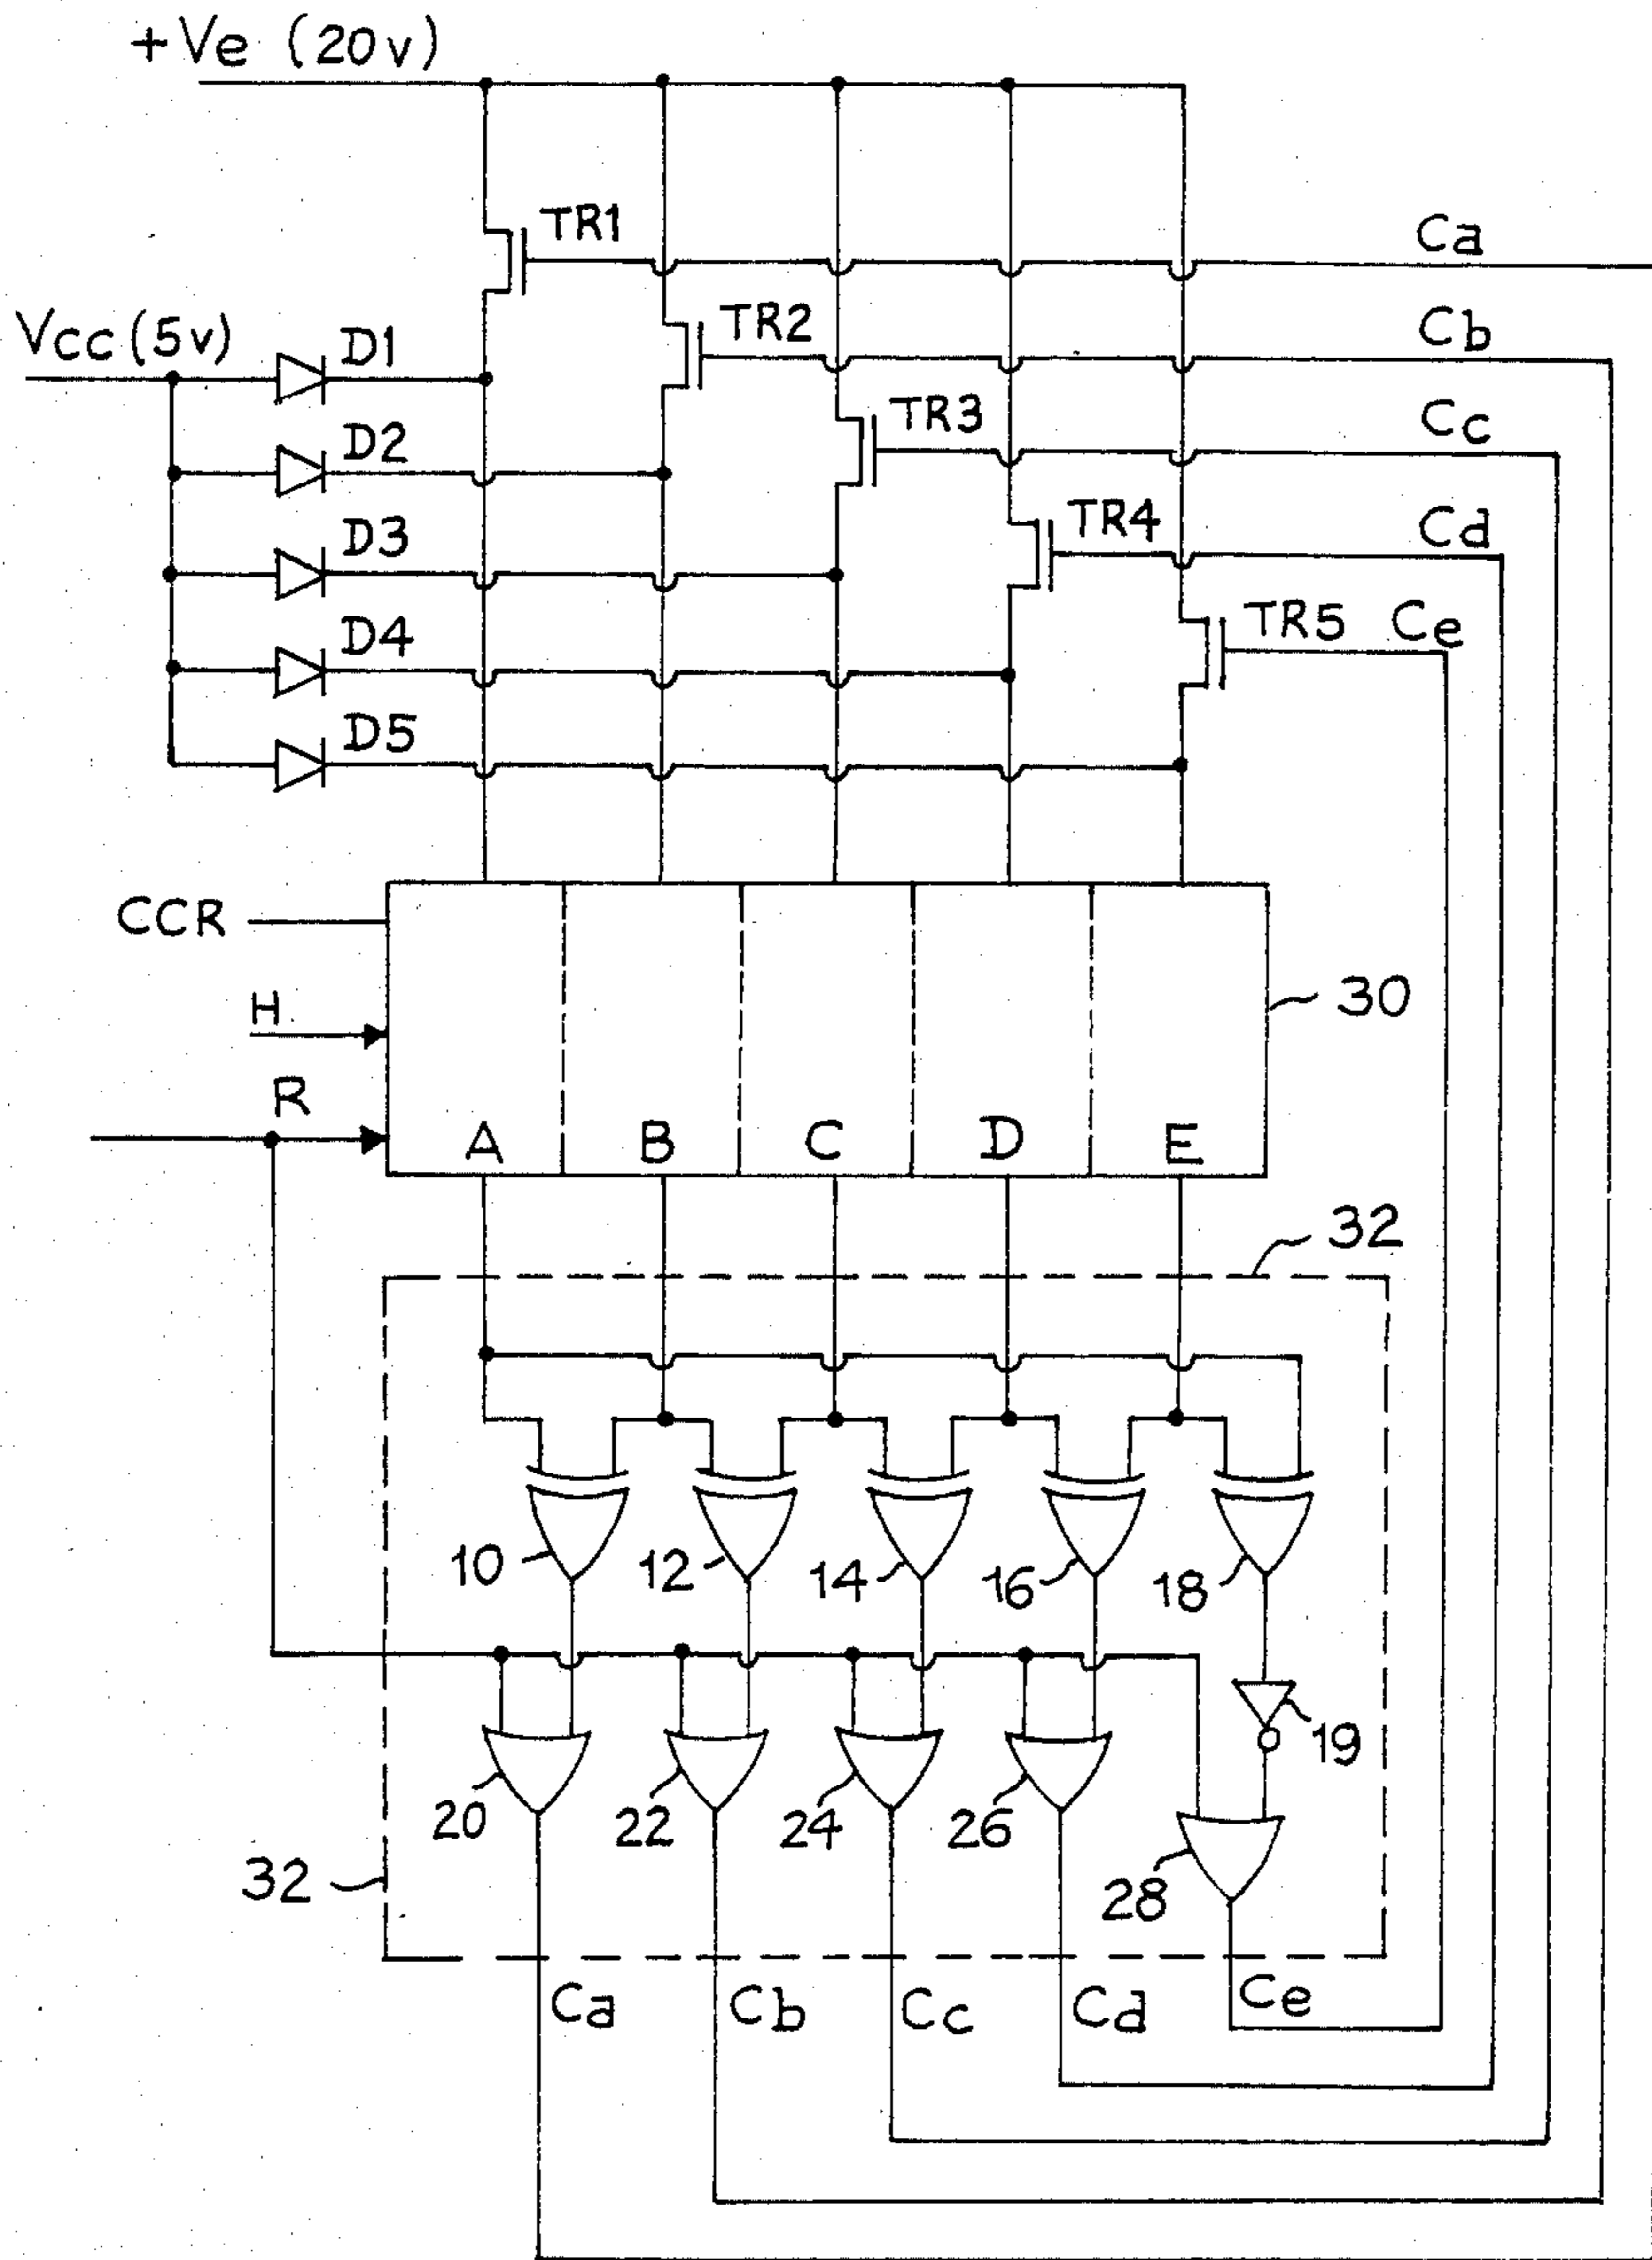 +Ve (20v)
TR1
Ca
TR2
Cb
Vcc (5v)
D1
TR3
Cc
D2
TR4
Cd
D3
TR5
Ce
D4
D5
CCR
H
30
R
A
B
C
D
E
32
10
12
14
16
18
19
20
22
24
26
28
32
Ca
Cb
Cc
Cd
Ce